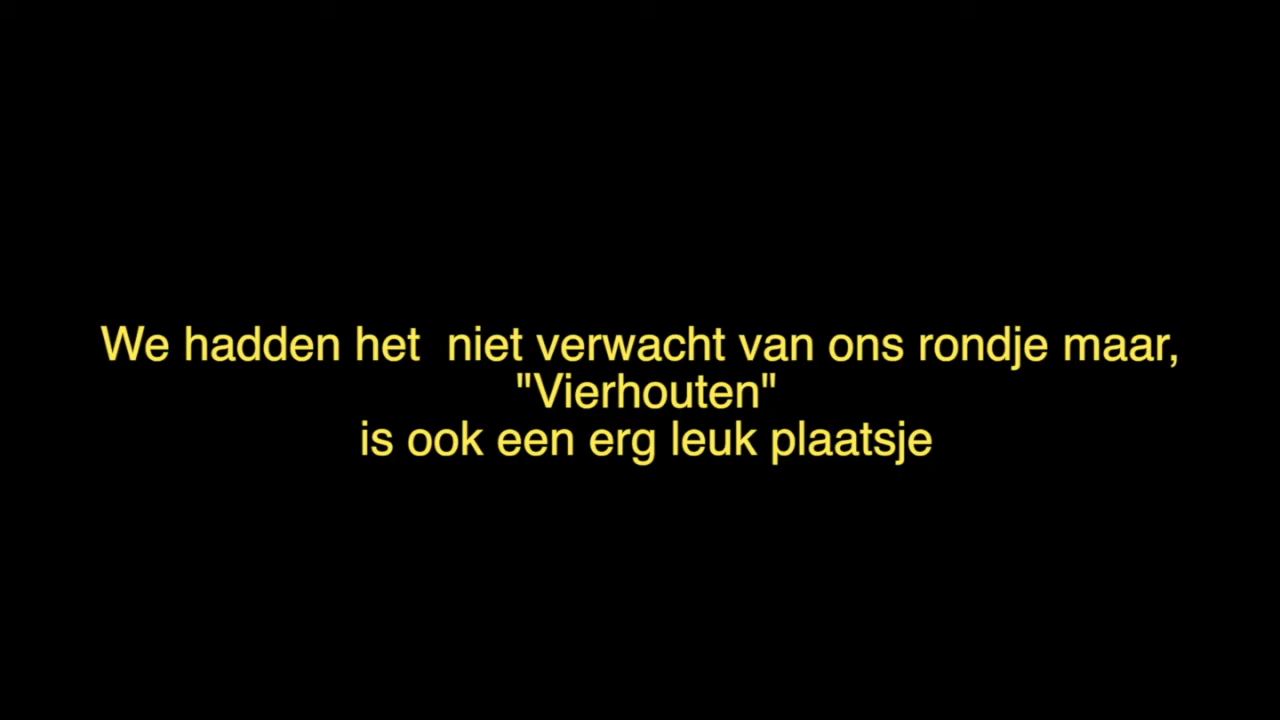 We hadden het  niet verwacht van ons rondje maar,
"Vierhouten"
is ook een erg leuk plaatsje